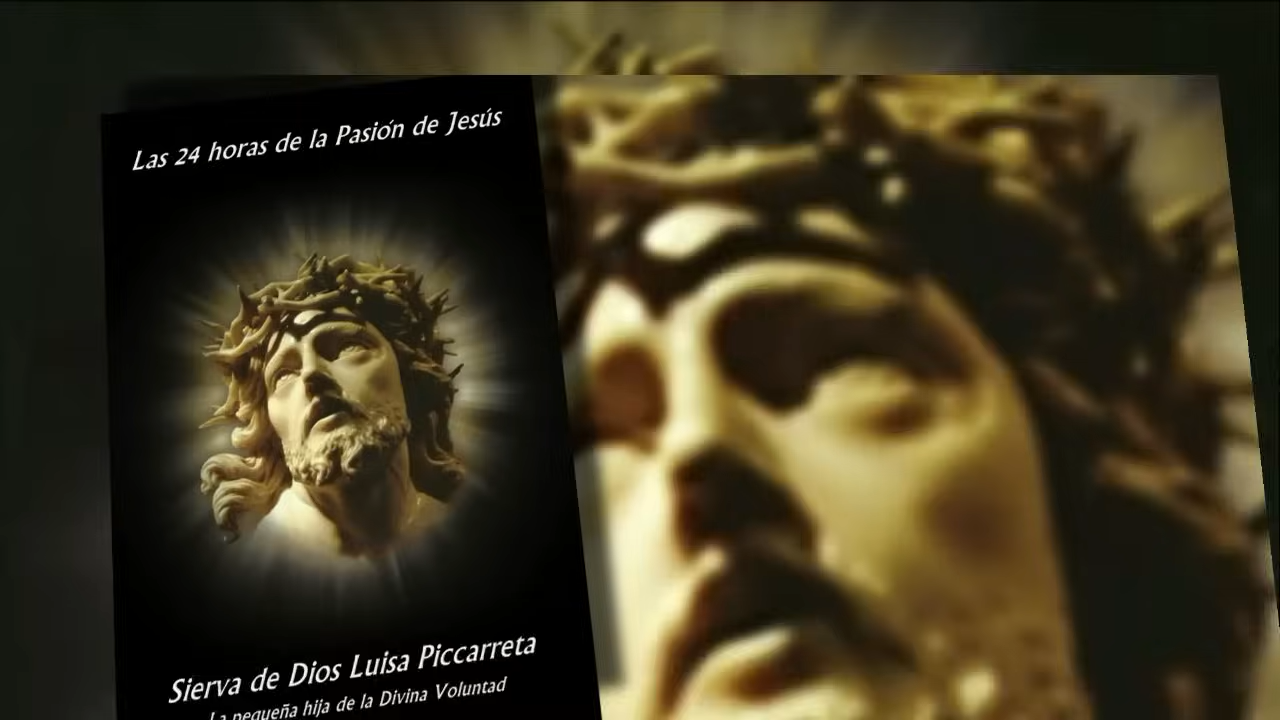 Las 24 horas de la Pasión de Jesús
Sierva de Dios Luisa Piccarreta
La pequeña hija de la Divina Voluntad